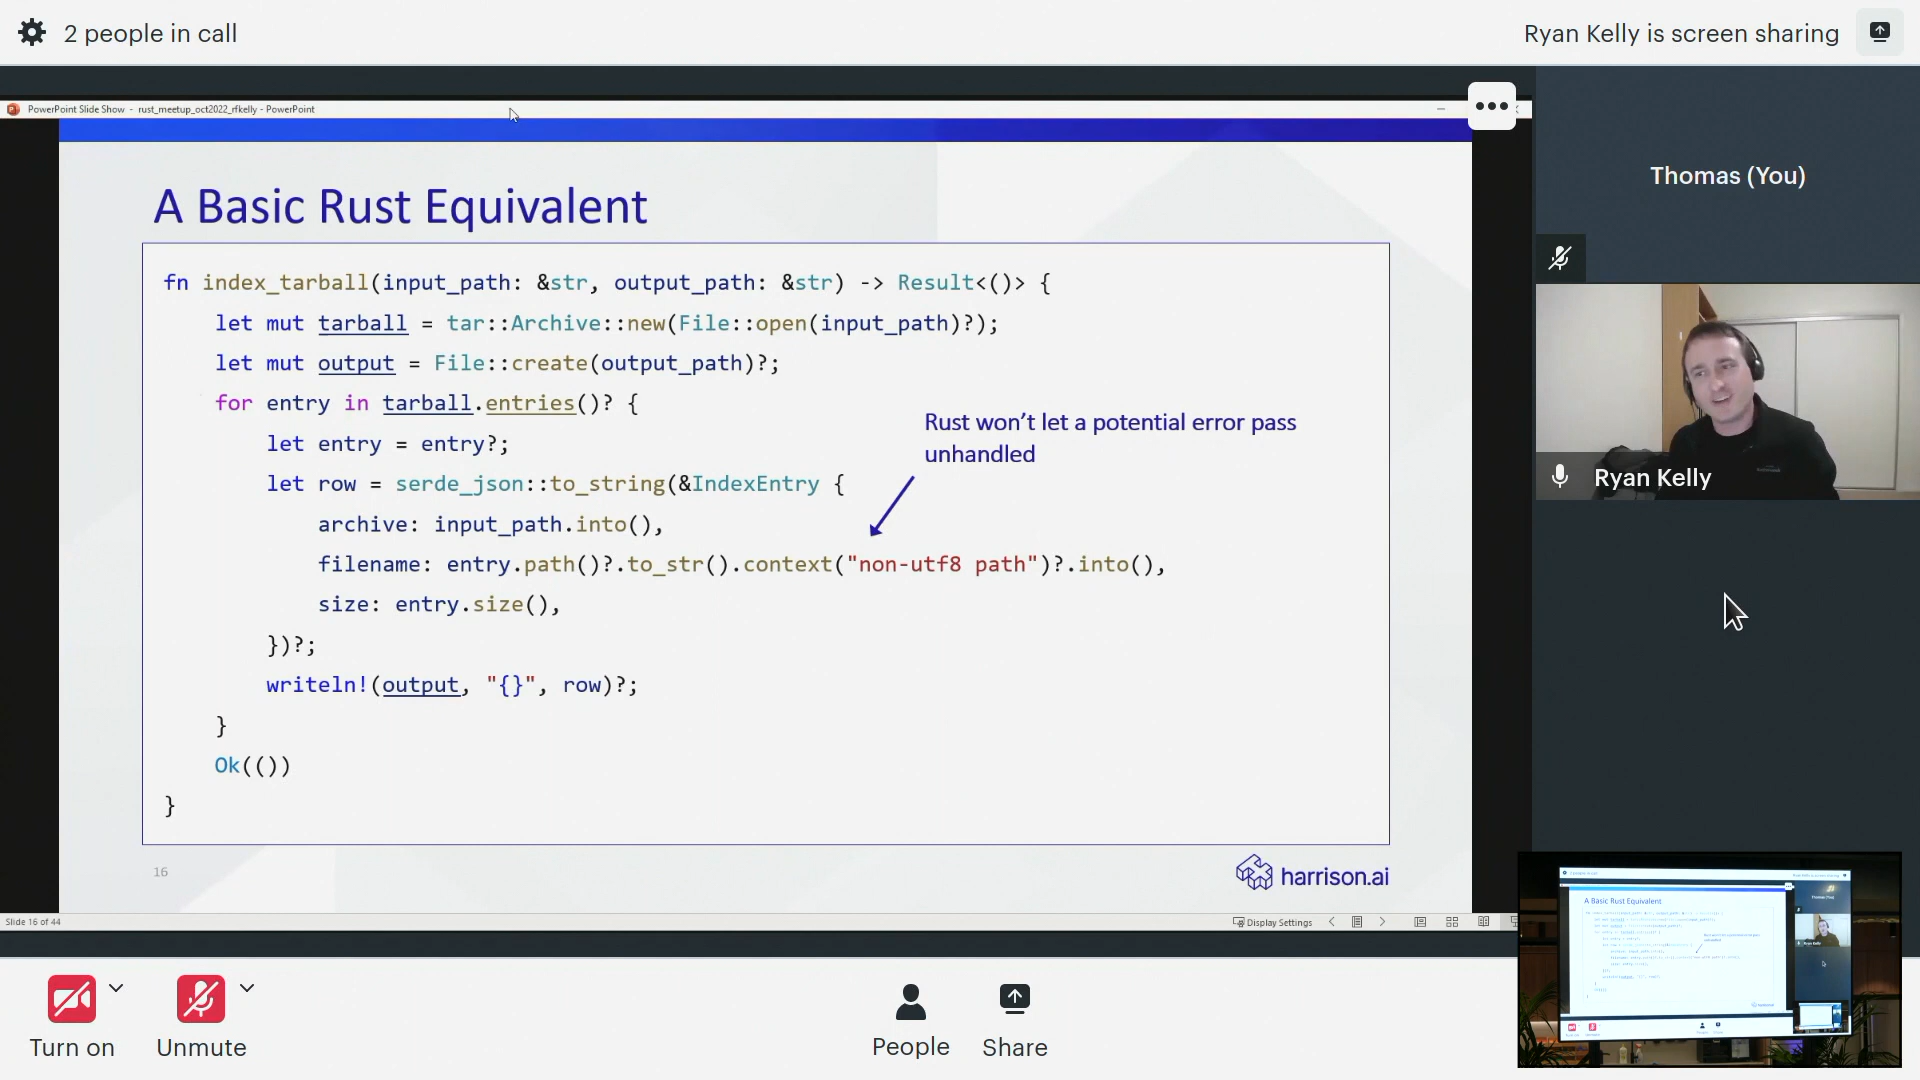 2 people in call
Ryan Kelly is screen sharing
PowerPoint Slide Show - rust_meetup_oct2022_rfkelly - PowerPoint
A Basic Rust Equivalent
fn index_tarball(input_path: &str, output_path: &str) -> Result<()> {
let mut tarball = tar::Archive::new(File::open(input_path)?);
let mut output = File::create(output_path)?;
for entry in tarball.entries()? {
let entry = entry?;
let row = serde_json::to_string(&IndexEntry {
archive: input_path.into(),
filename: entry.path()?.to_str().context("non-utf8 path")?.into(),
size: entry.size(),
})?;
writeln!(output, "{}", row)?;
}
Ok(())
}
Rust won’t let a potential error pass
unhandled
16
harrison.ai
Slide 16 of 44
Display Settings
Thomas (You)
Ryan Kelly
A Basic Rust Equivalent
Turn on
Unmute
People
Share